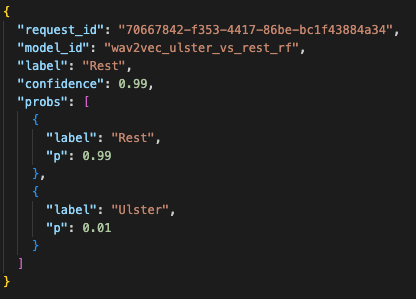 {
"request_id": "70667842-f353-4417-86be-bc1f43884a34",
"model_id": "wav2vec_ulster_vs_rest_rf",
"label": "Rest",
"confidence": 0.99,
"probs": [
{
"label": "Rest",
"p": 0.99
},
{
"label": "Ulster",
"p": 0.01
}
]
}